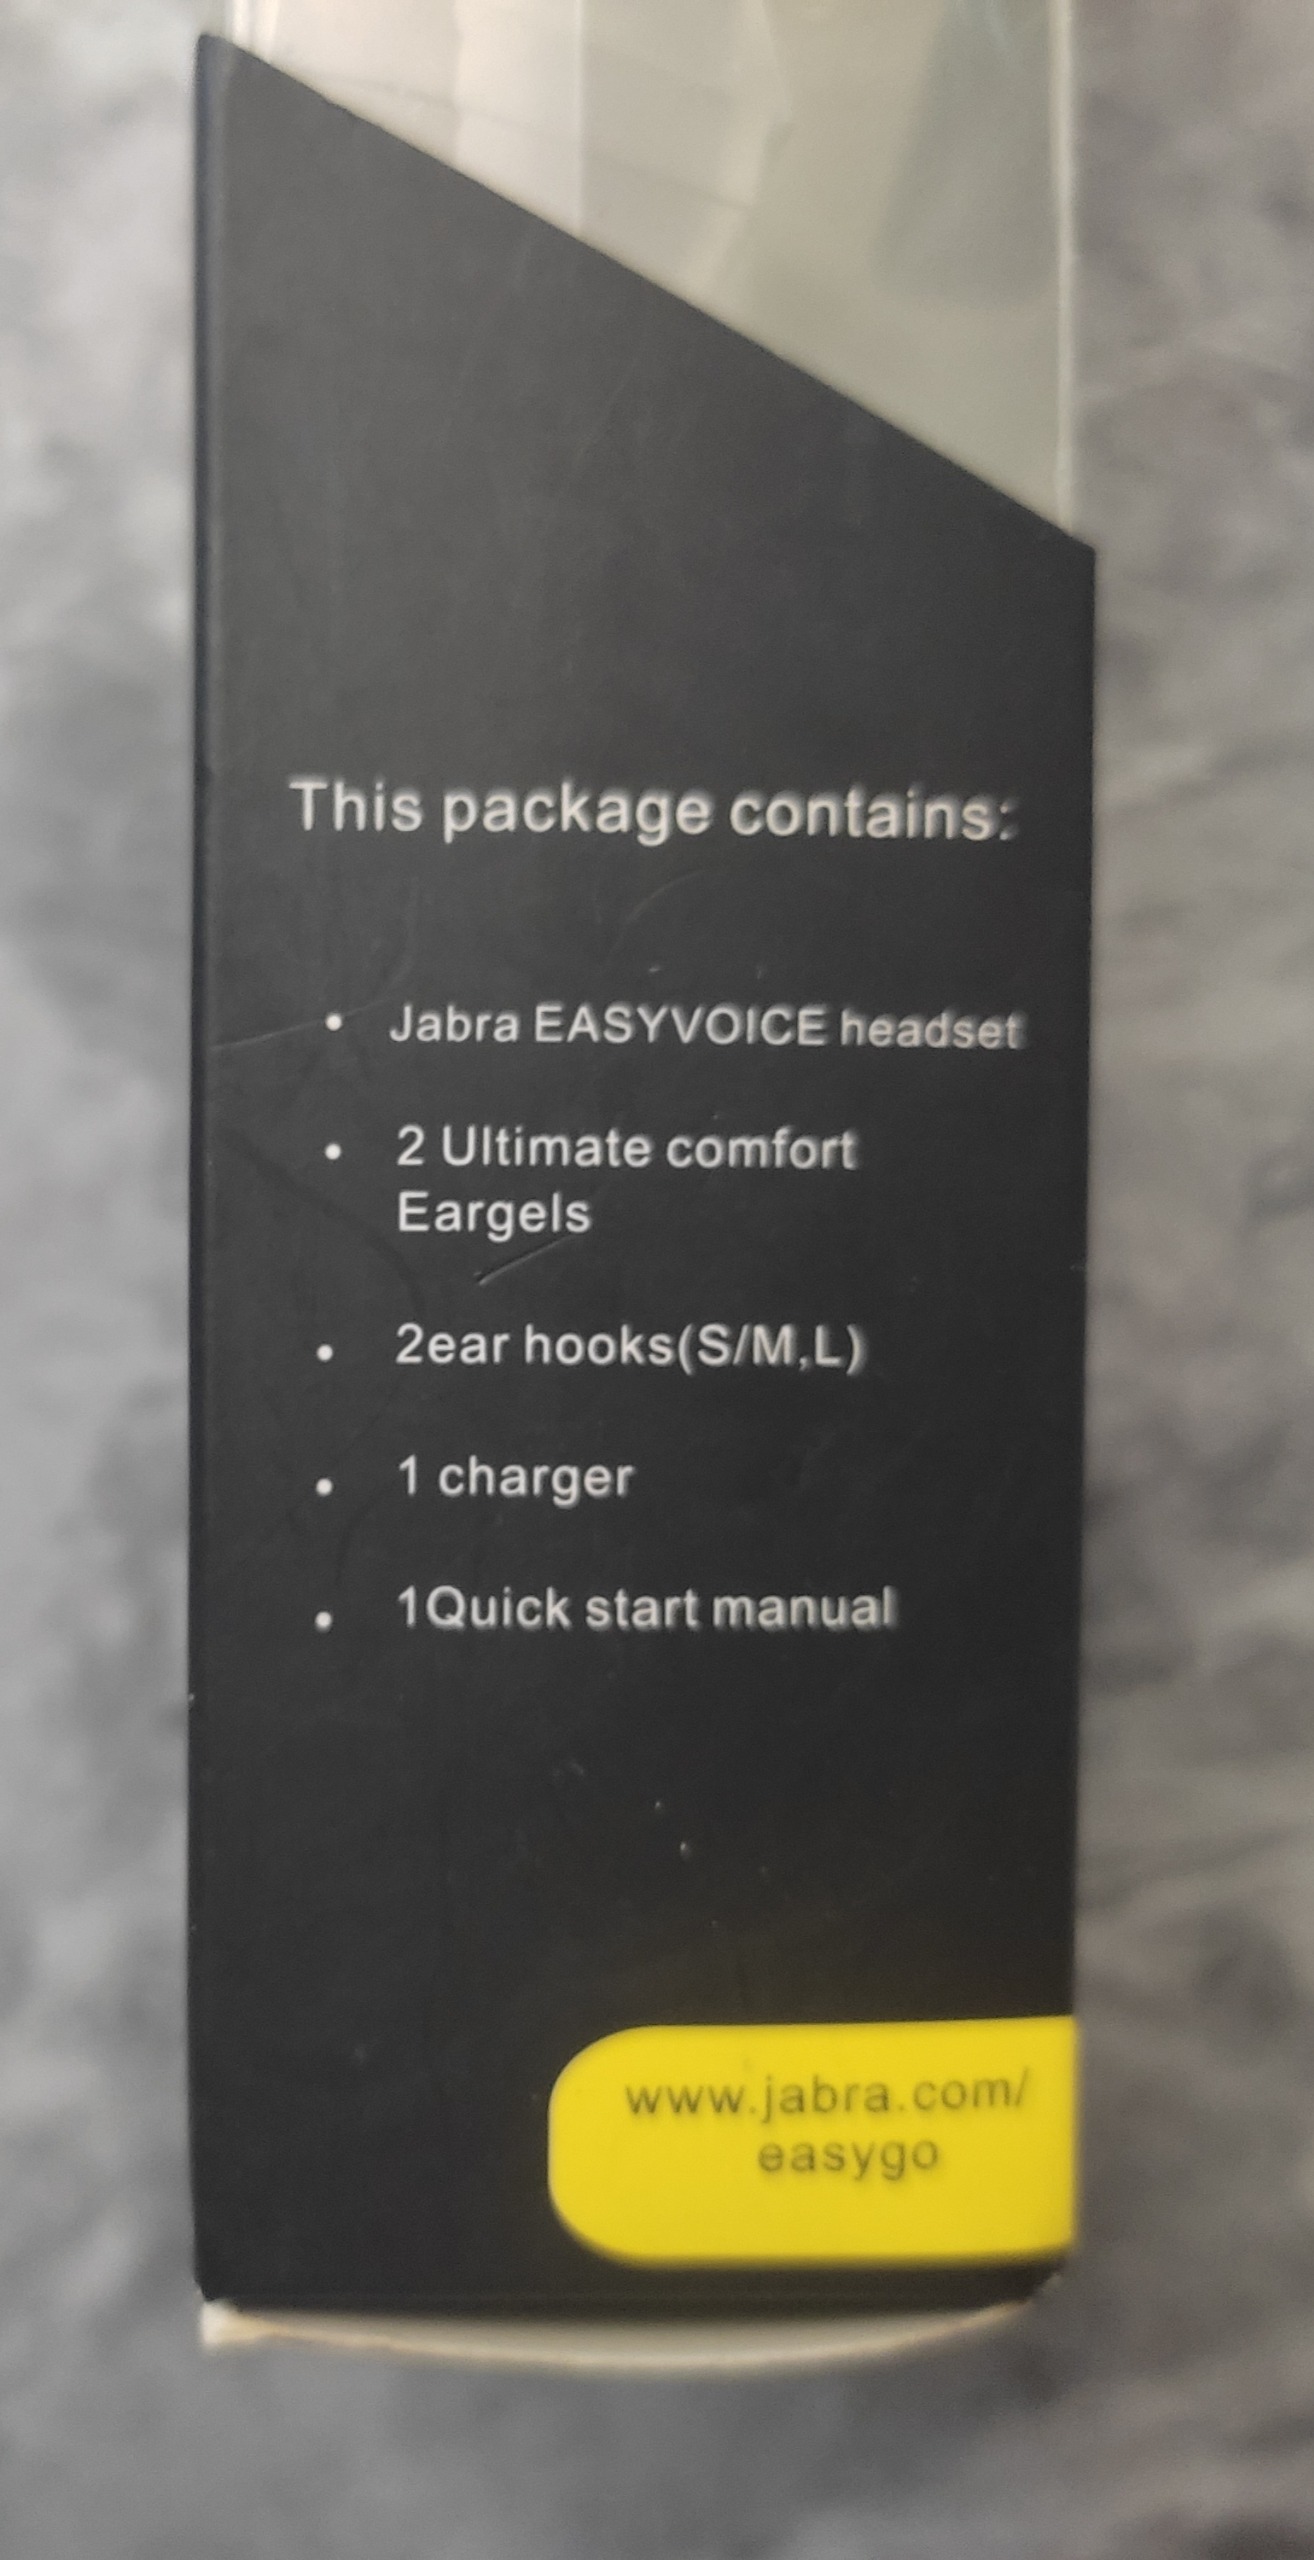 This package contains:
• Jabra EASYVOICE headset
• 2 Ultimate comfort
Eargels
• 2ear hooks(S/M,L)
• 1 charger
• 1Quick start manual
www.jabra.com/
easygo